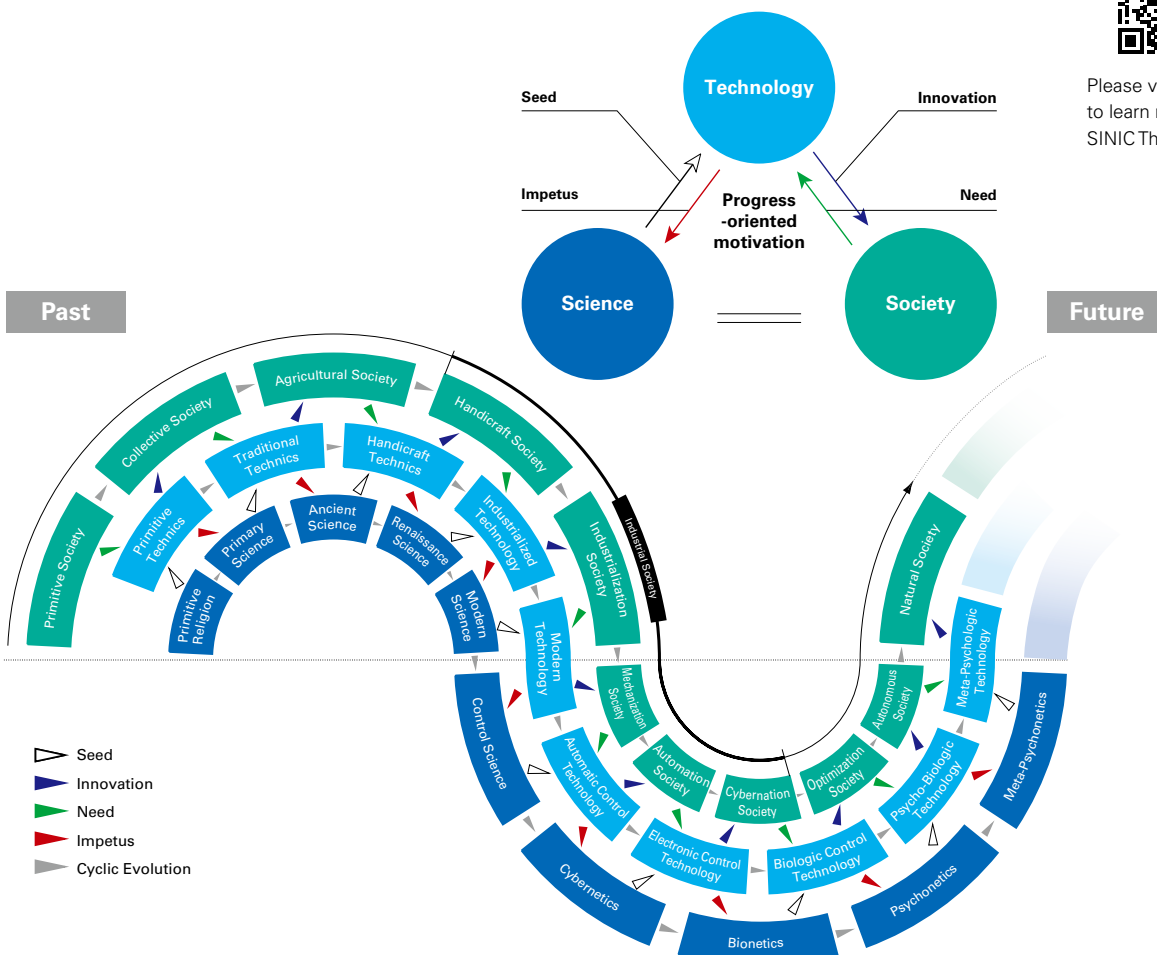 Technology
Seed
Innovation
Please v
to learn r
SINIC Th
Impetus
Need
Progress
-oriented
motivation
Science
Society
Past
Future
Agricultural Society
Collective Society
Handicraft Society
Primitive Society
Industrialization
Society
Industrial Society
Traditional
Technics
Handicraft
Technics
Primitive
Technics
Industrialized
Technology
Ancient
Science
Primary
Science
Renaissance
Science
Primitive
Religion
Modern
Science
Modern
Technology
Mechanization
Society
Natural Society
Meta-Psychologic
Technology
Autonomous
Society
Control Science
Automatic Control
Technology
Automation
Society
Cybernation
Society
Optimization
Society
Psycho-Biologic
Technology
Meta-Psychonetics
Electronic Control
Technology
Biologic Control
Technology
Cybernetics
Bionetics
Psychonetics
Seed
Innovation
Need
Impetus
Cyclic Evolution